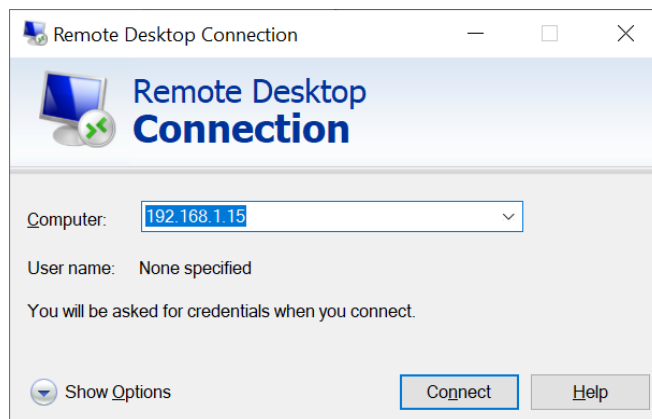 Remote Desktop Connection
Remote Desktop
Connection
Computer: 192.168.1.15
User name: None specified
You will be asked for credentials when you connect.
Show Options Connect Help